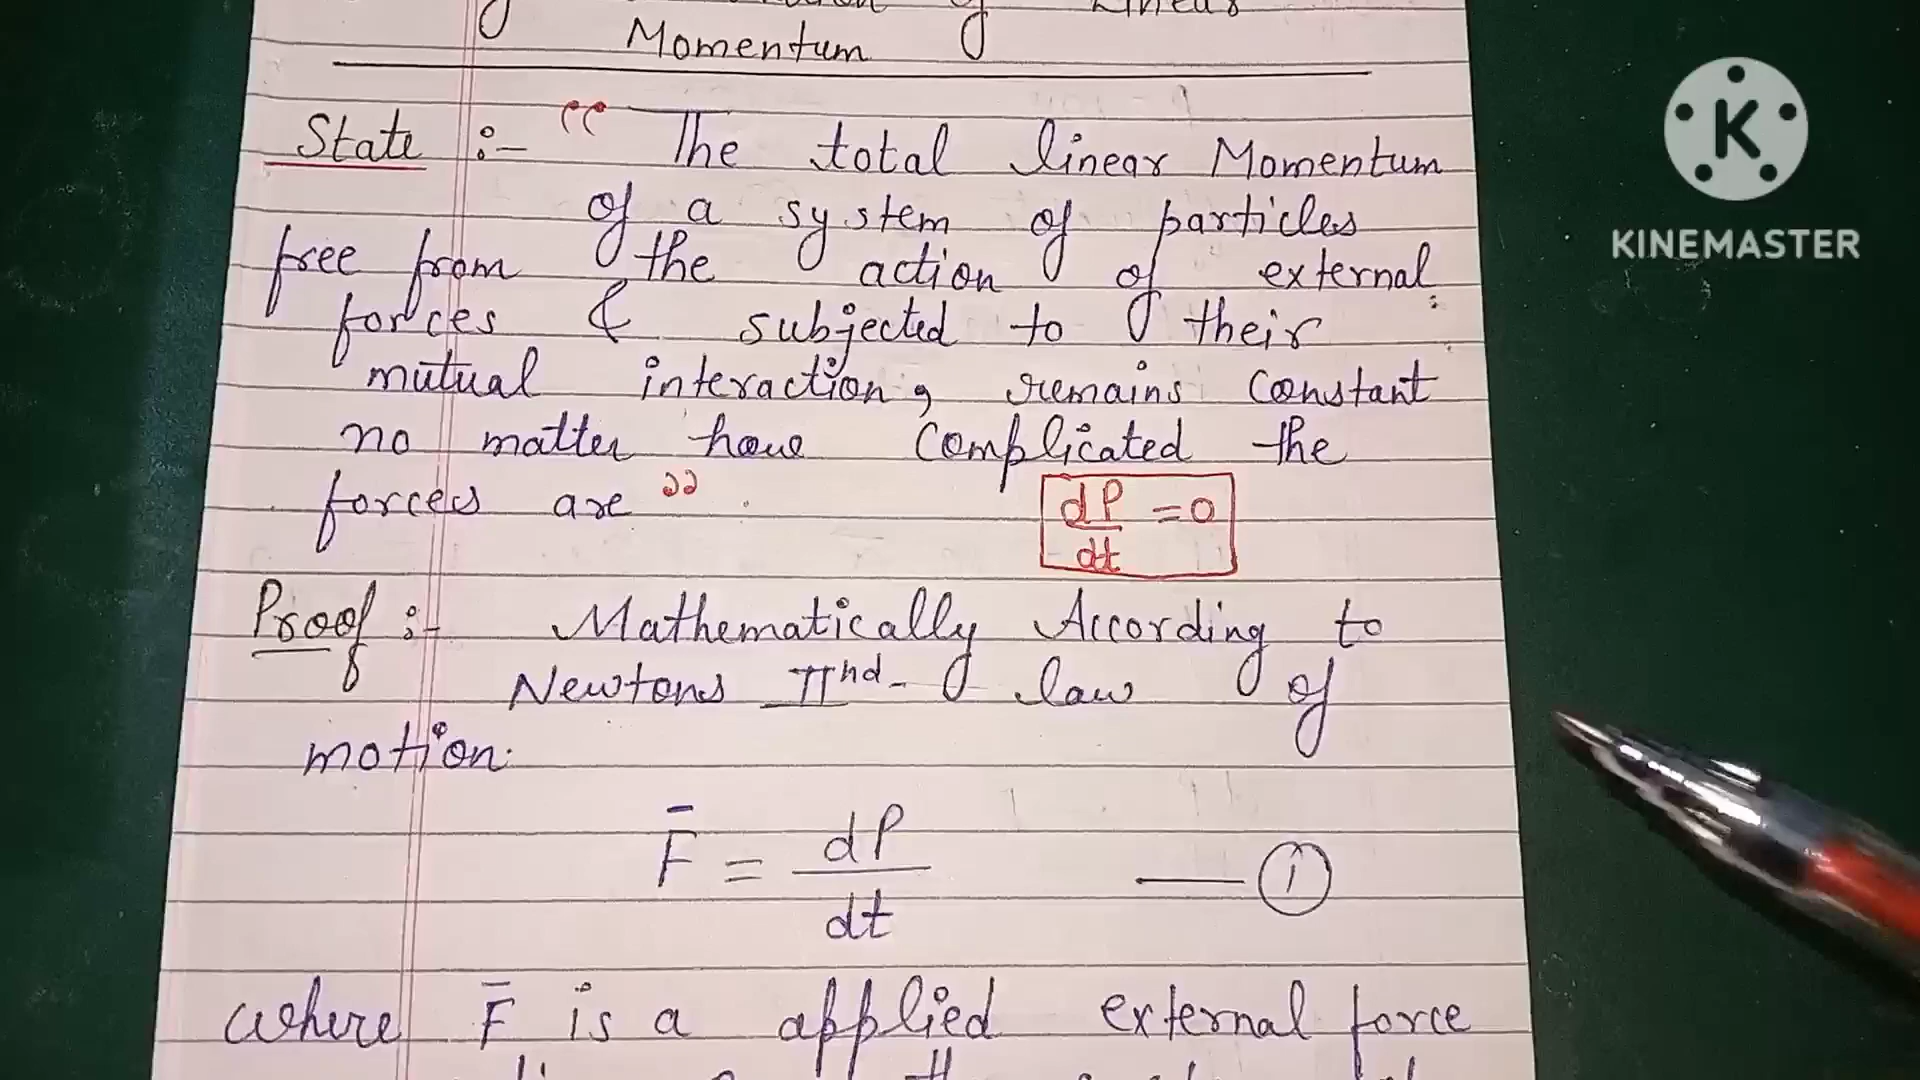 of Linear
Momentum
State :- “ The total linear Momentum
of a system of particles
free from the action of external
forces & subjected to their
mutual interaction, remains constant
no matter how complicated the
forces are ”
dP/dt = 0
Proof :- Mathematically According to
Newtons IInd law of
motion.
F̄ = dP/dt —— ①
where F̄ is a applied external force
K
KINEMASTER